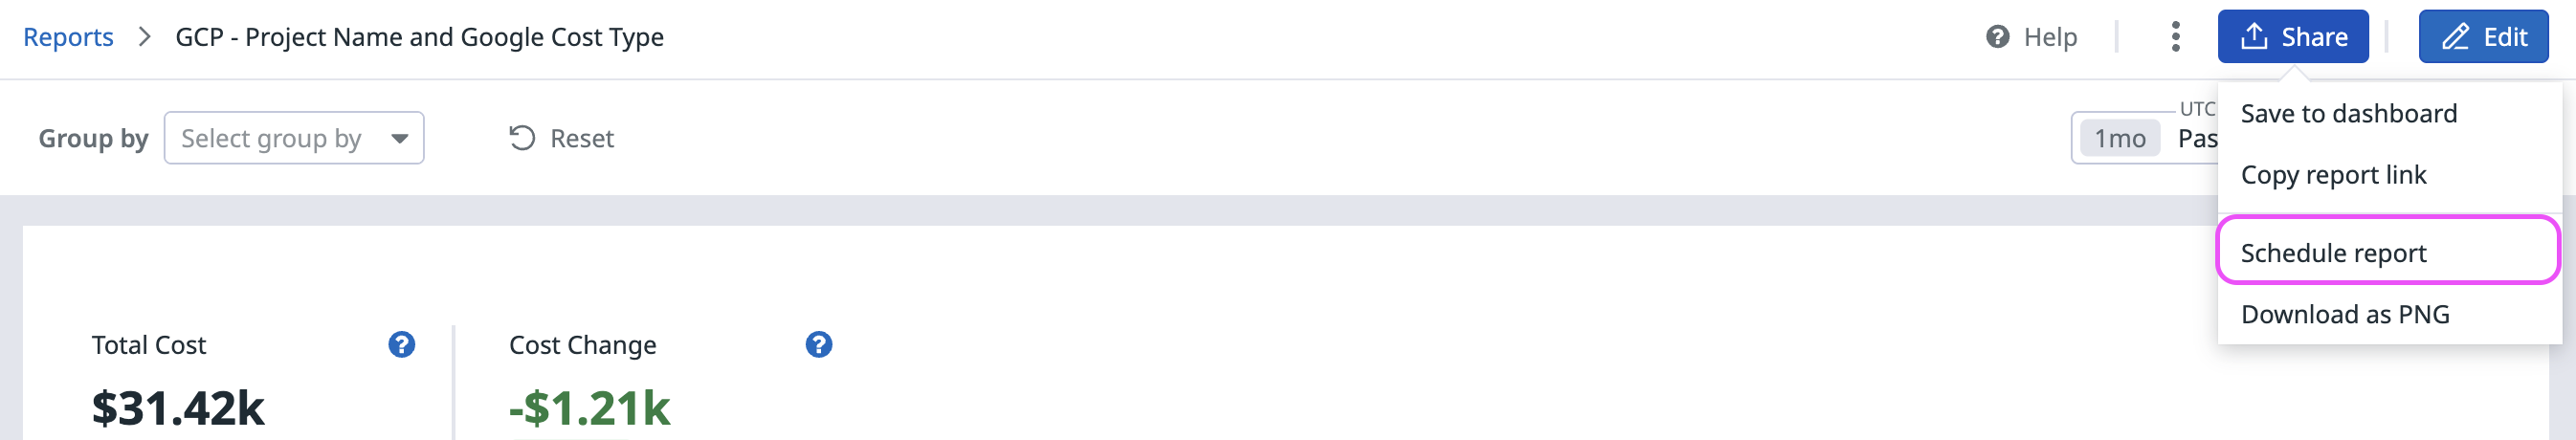 Reports > GCP - Project Name and Google Cost Type
Help
Share
Edit
Group by
Select group by
Reset
UTC
1mo
Save to dashboard
Copy report link
Schedule report
Download as PNG
Total Cost ?
Cost Change ?
$31.42k
-$1.21k